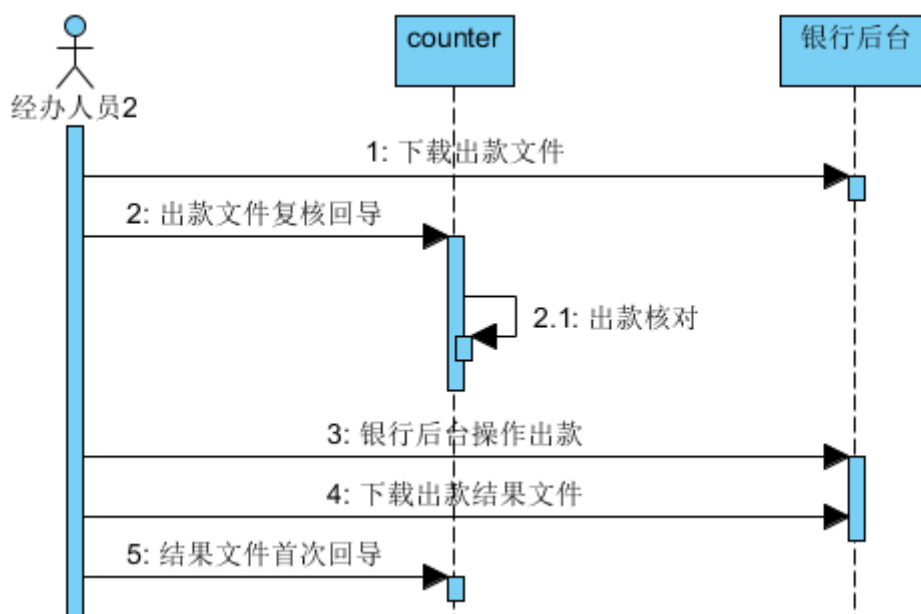 counter
银行后台
经办人员2
1: 下载出款文件
2: 出款文件复核回导
2.1: 出款核对
3: 银行后台操作出款
4: 下载出款结果文件
5: 结果文件首次回导